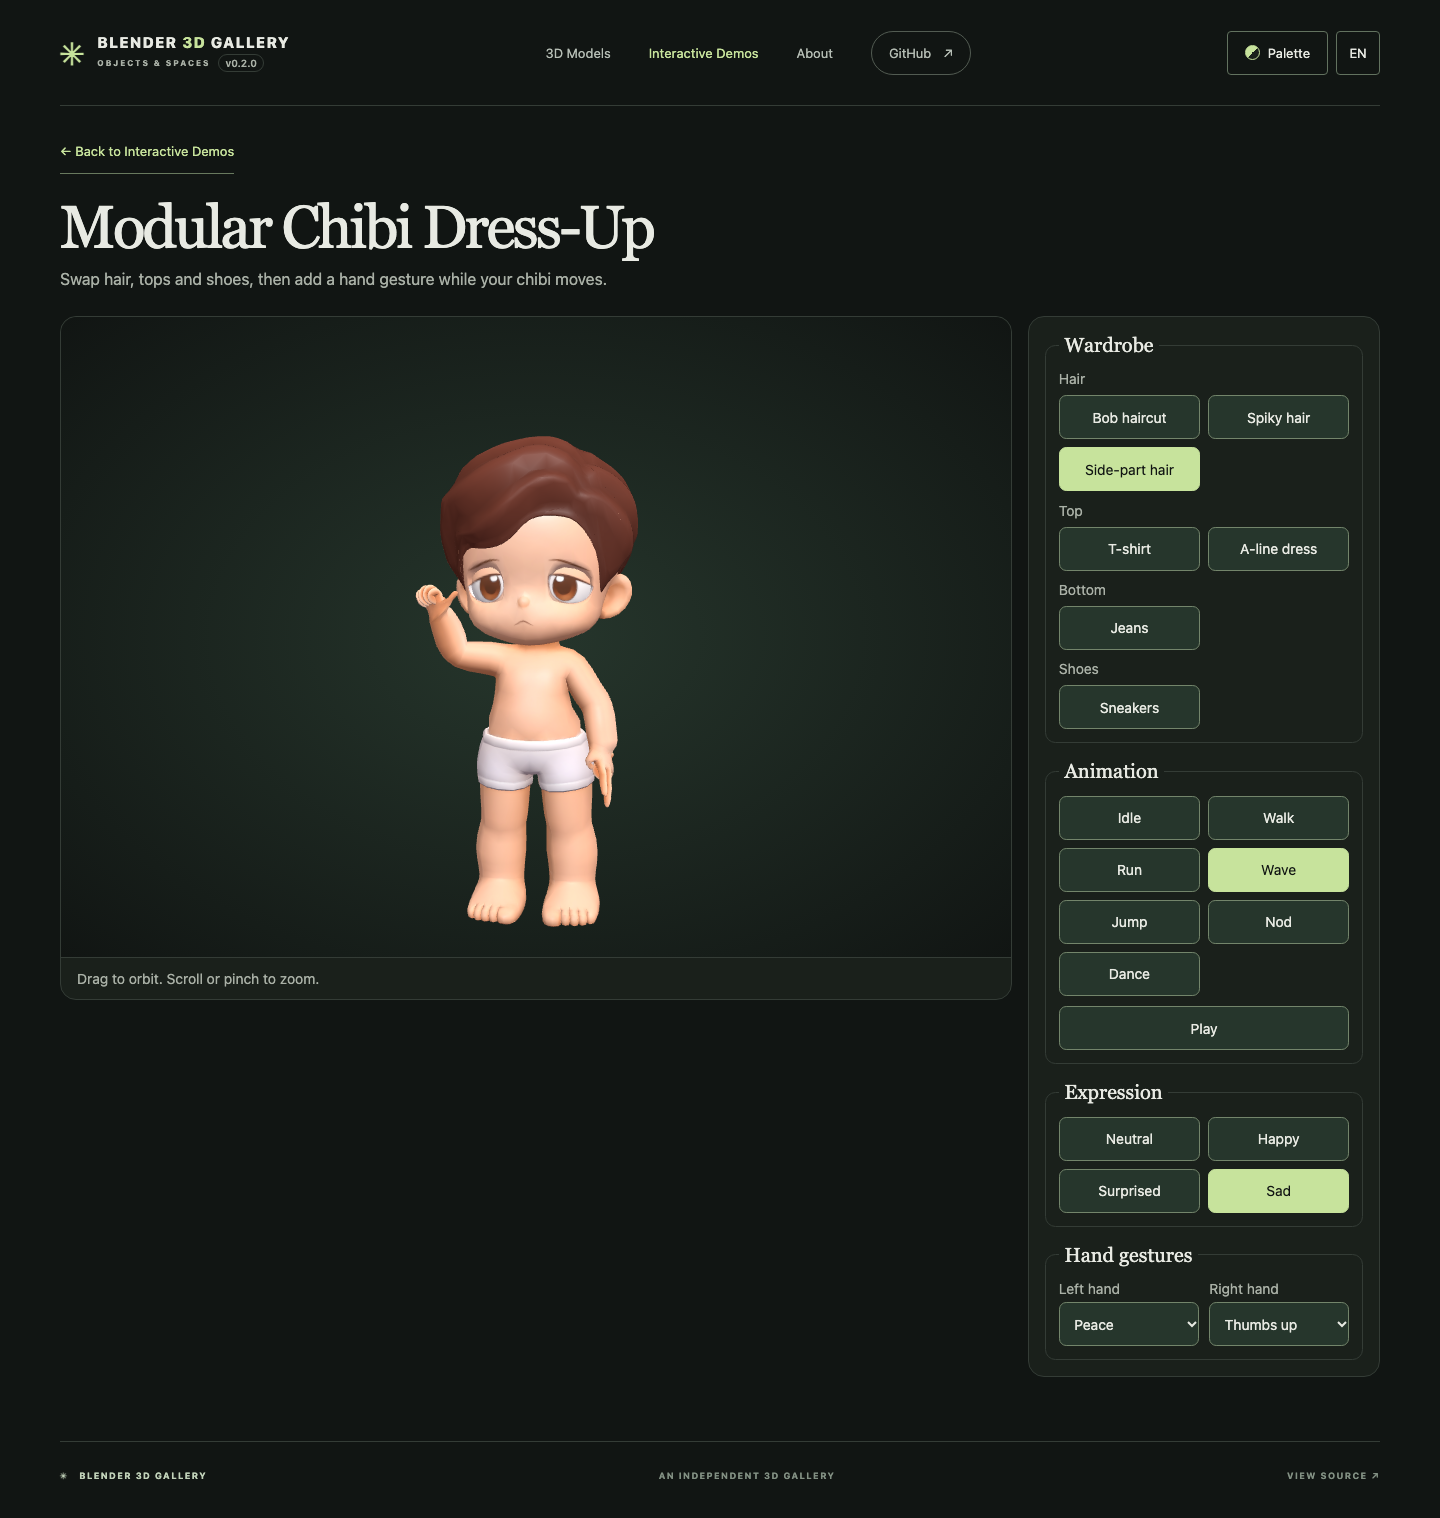 BLENDER 3D GALLERY
OBJECTS & SPACES v0.2.0
3D Models Interactive Demos About GitHub ↗
Palette EN
← Back to Interactive Demos
Modular Chibi Dress-Up
Swap hair, tops and shoes, then add a hand gesture while your chibi moves.
Drag to orbit. Scroll or pinch to zoom.
Wardrobe
Hair
Bob haircut Spiky hair
Side-part hair
Top
T-shirt A-line dress
Bottom
Jeans
Shoes
Sneakers
Animation
Idle Walk
Run Wave
Jump Nod
Dance
Play
Expression
Neutral Happy
Surprised Sad
Hand gestures
Left hand Right hand
Peace Thumbs up
BLENDER 3D GALLERY AN INDEPENDENT 3D GALLERY VIEW SOURCE ↗